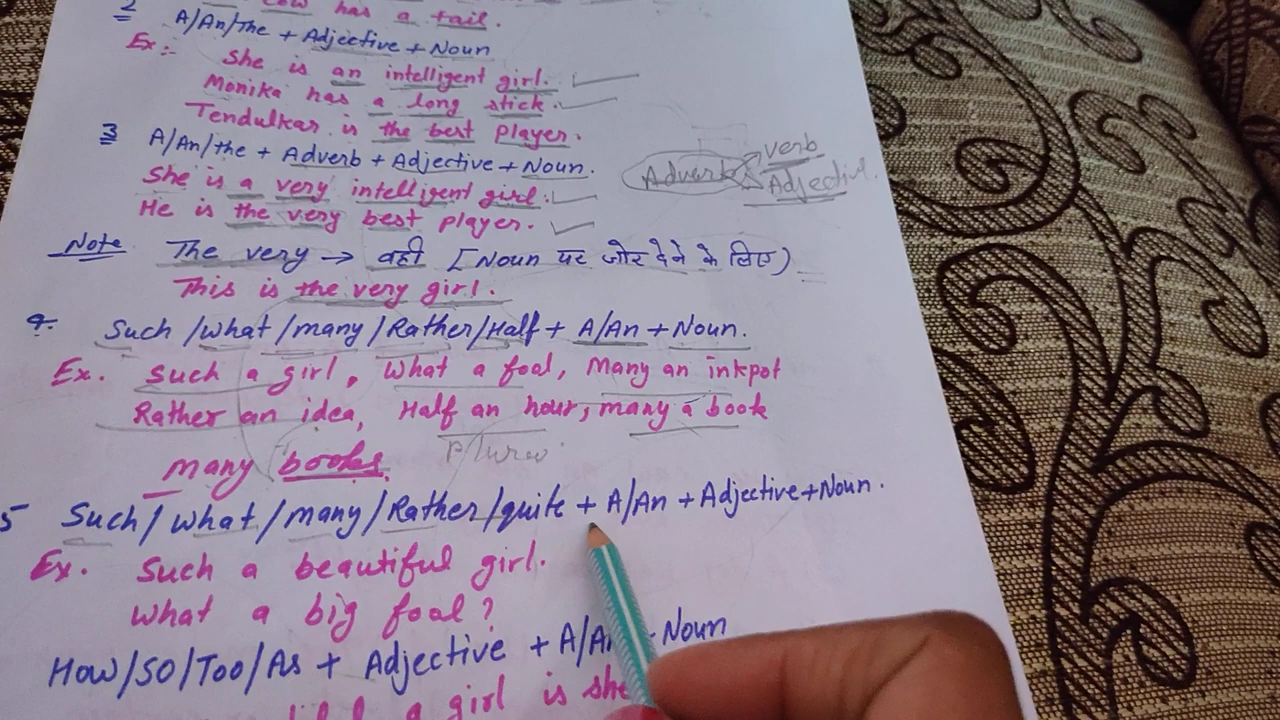 Cow has a tail.
2 A/An/The + Adjective + Noun
Ex:- She is an intelligent girl.
Monika has a long stick.
Tendulkar is the best player.
3 A/An/the + Adverb + Adjective + Noun.
She is a very intelligent girl.
He is the very best player.
Adverb verb
Adjective.
Note The very → वही [Noun पर जोर देने के लिए)
This is the very girl.
4. Such/what/many/Rather/Half + A/An + Noun.
Ex. Such a girl, What a foal, Many an inkpot
Rather an idea, Half an hour, many a book
many books.
5 Such/what/many/Rather/quite + A/An + Adjective + Noun.
Ex. Such a beautiful girl.
What a big foal?
How/So/Too/As + Adjective + Noun
a girl is she